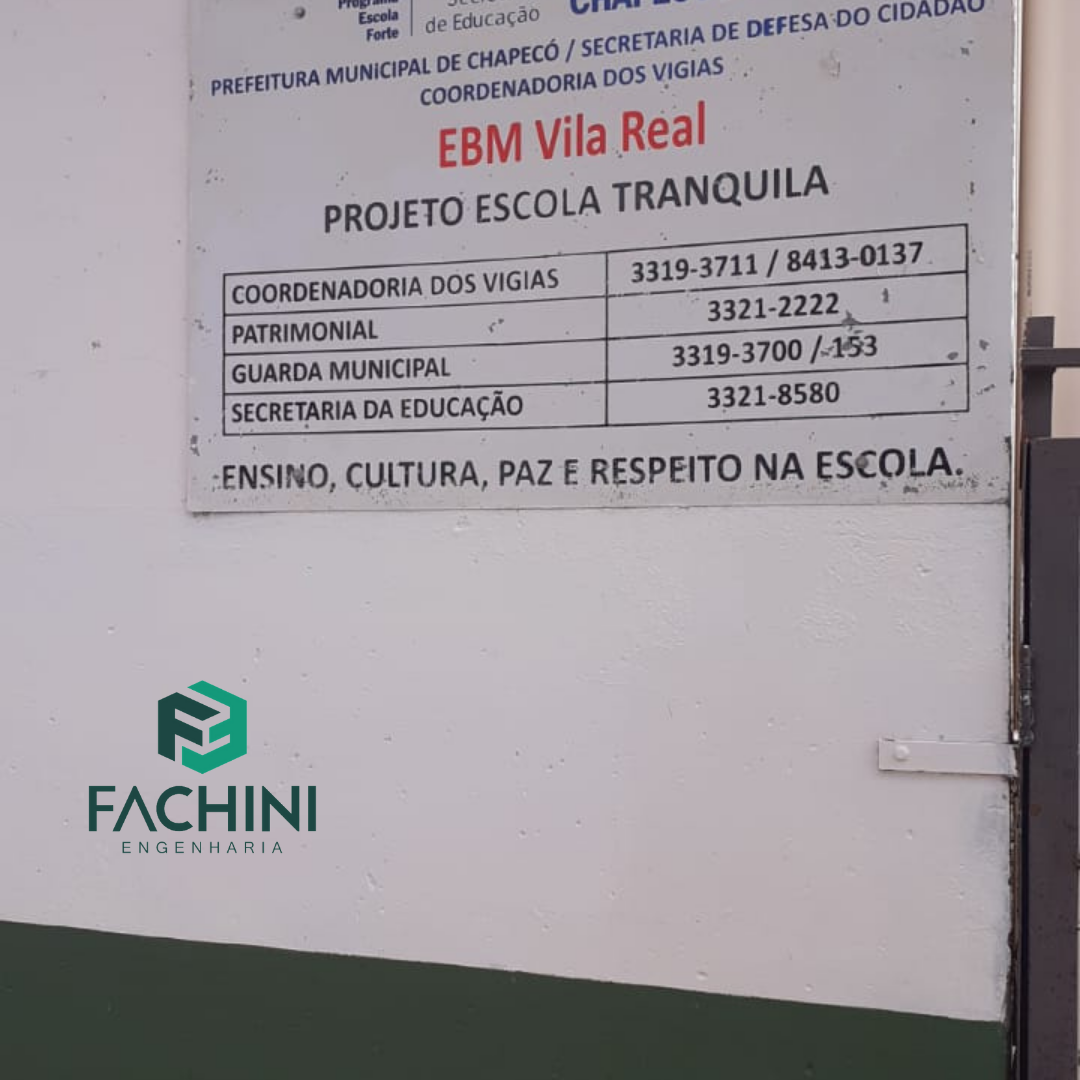 Programa
Escola
Forte
de Educação
PREFEITURA MUNICIPAL DE CHAPECÓ / SECRETARIA DE DEFESA DO CIDADÃO
COORDENADORIA DOS VIGIAS
EBM Vila Real
PROJETO ESCOLA TRANQUILA
COORDENADORIA DOS VIGIAS 3319-3711 / 8413-0137
PATRIMONIAL 3321-2222
GUARDA MUNICIPAL 3319-3700 / 153
SECRETARIA DA EDUCAÇÃO 3321-8580
ENSINO, CULTURA, PAZ E RESPEITO NA ESCOLA.
FACHINI
ENGENHARIA